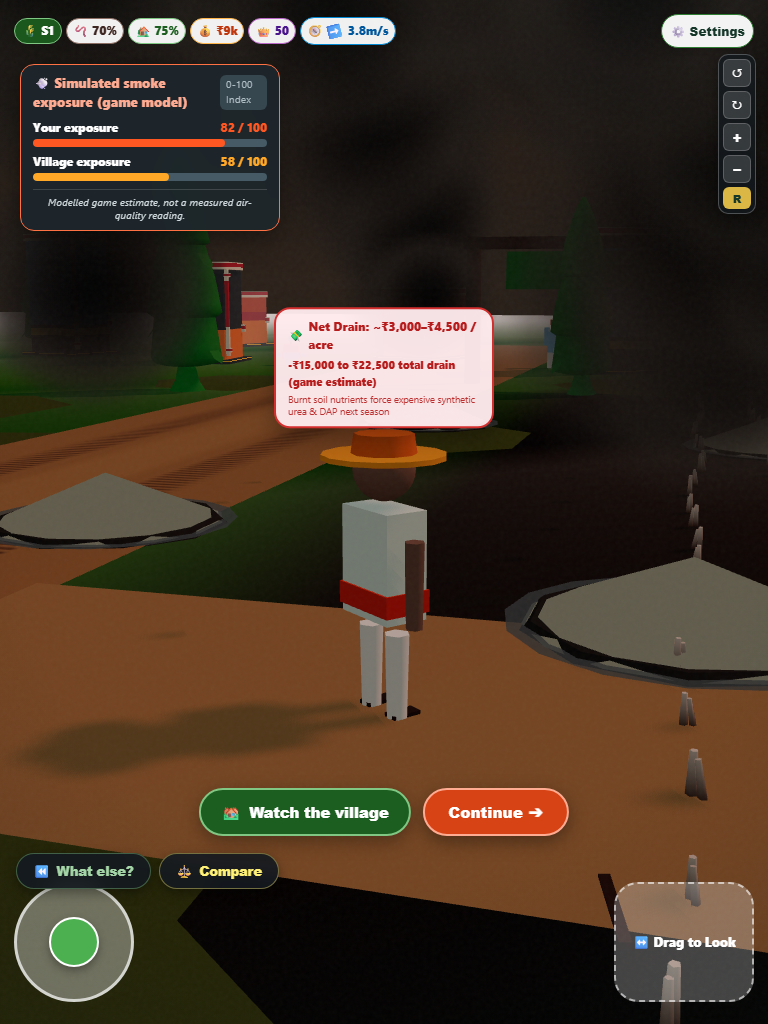 S1 70% 75% ₹9k 50 3.8m/s Settings
Simulated smoke
exposure (game model)
0-100
Index
Your exposure 82 / 100
Village exposure 58 / 100
Modelled game estimate, not a measured air-
quality reading.
↺
↻
+
−
R
Net Drain: ~₹3,000–₹4,500 /
acre
-₹15,000 to ₹22,500 total drain
(game estimate)
Burnt soil nutrients force expensive synthetic
urea & DAP next season
Watch the village Continue ➔
What else? Compare
Drag to Look